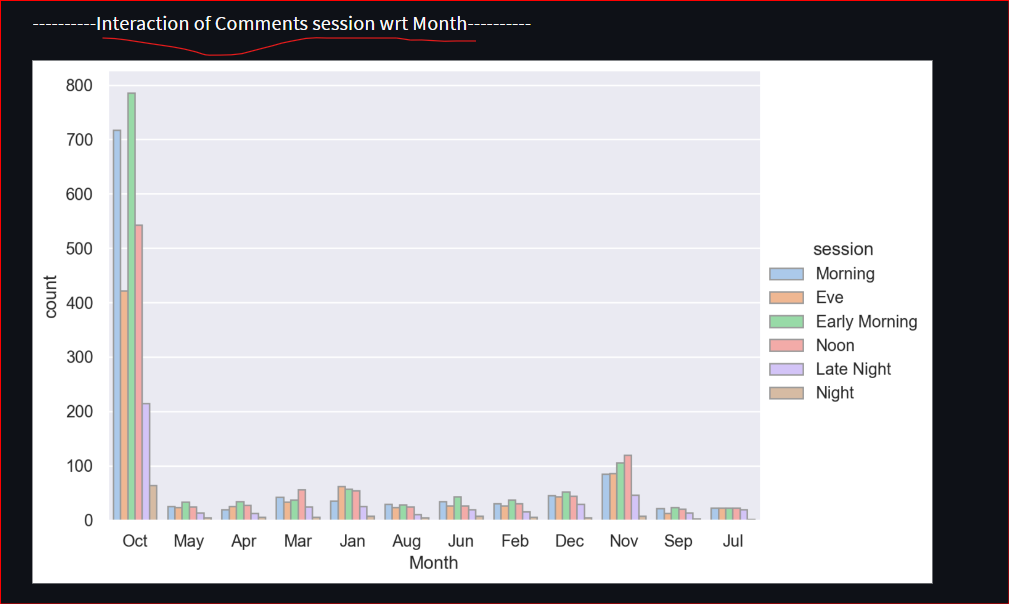 ----------Interaction of Comments session wrt Month----------
800
700
600
500
400
300
200
100
0
count
Oct May Apr Mar Jan Aug Jun Feb Dec Nov Sep Jul
Month
session
Morning
Eve
Early Morning
Noon
Late Night
Night